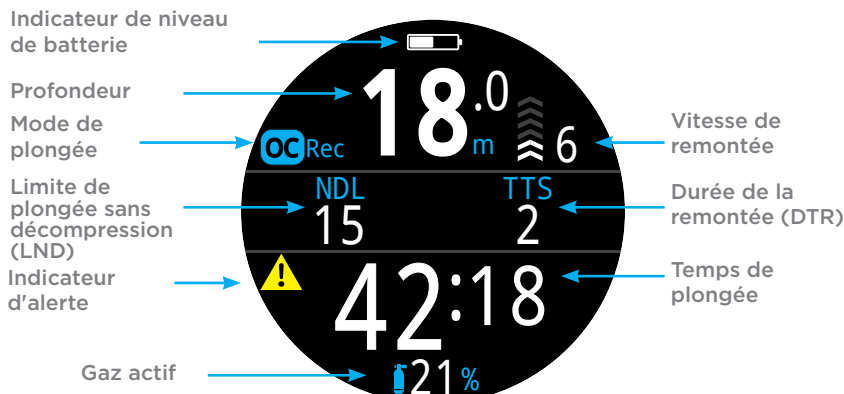 Indicateur de niveau
de batterie
Profondeur
18.0
m
Mode de
plongée
OC Rec
6
Vitesse de
remontée
Limite de
plongée sans
décompression
(LND)
NDL
15
TTS
2
Durée de la
remontée (DTR)
Indicateur
d'alerte
!
42:18
Temps de
plongée
Gaz actif
21%